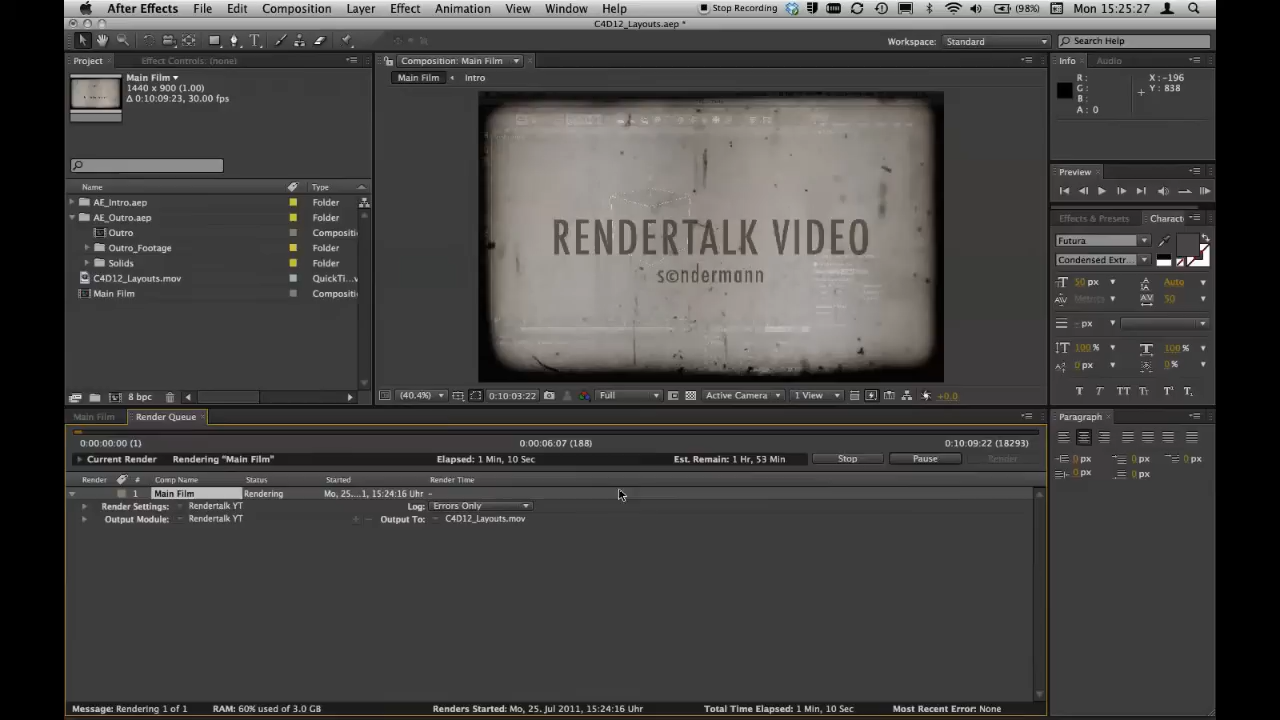 After Effects File Edit Composition Layer Effect Animation View Window Help Stop Recording (98%) Mon 15:25:27
C4D12_Layouts.aep *
Workspace: Standard Search Help
Project Effect Controls: (none) Composition: Main Film Info Audio
Main Film Intro
Main Film
1440 x 900 (1.00)
Δ 0:10:09:23, 30.00 fps
R : X : -196
G : Y : 838
B :
A : 0
Preview
Name Type
AE_Intro.aep Folder
AE_Outro.aep Folder
Outro Compositi
Outro_Footage Folder
Solids Folder
C4D12_Layouts.mov QuickTi...
Main Film Compositi
RENDERTALK VIDEO
s©ndermann
Effects & Presets Charact
Futura
Condensed Extr...
50 px Auto
Metrics 50
- px
100 % 100 %
0 px 0 %
T T TT Tт T¹ T₁
8 bpc
(40.4%) 0:10:03:22 Full Active Camera 1 View +0.0
Main Film Render Queue
Paragraph
0:00:00:00 (1) 0:00:06:07 (188) 0:10:09:22 (18293)
Current Render Rendering "Main Film" Elapsed: 1 Min, 10 Sec Est. Remain: 1 Hr, 53 Min Stop Pause Render
0 px 0 px 0 px
0 px 0 px
Render # Comp Name Status Started Render Time
1 Main Film Rendering Mo, 25....1, 15:24:16 Uhr -
Render Settings: Rendertalk YT Log: Errors Only
Output Module: Rendertalk YT Output To: C4D12_Layouts.mov
Message: Rendering 1 of 1 RAM: 60% used of 3.0 GB Renders Started: Mo, 25. Jul 2011, 15:24:16 Uhr Total Time Elapsed: 1 Min, 10 Sec Most Recent Error: None